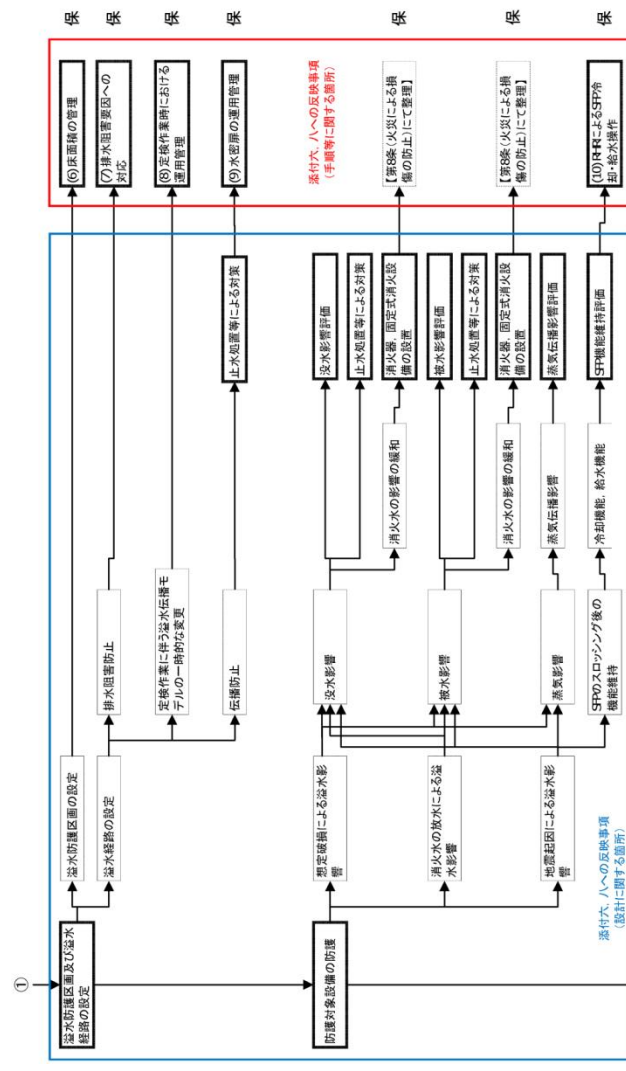 ①
溢水防護区画及び溢水
経路の設定
溢水防護区画の設定
(6)床面積の管理
保
溢水経路の設定
排水阻害防止
(7)排水阻害要因への
対応
保
定検作業に伴う溢水伝播モ
デルの一時的な変更
(8)定検作業時における
運用管理
保
伝播防止
止水処置等による対策
(9)水密扉の運用管理
保
防護対象設備の防護
想定破損による溢水影
響
消火水の放水による溢
水影響
地震起因による溢水影
響
没水影響
没水影響評価
止水処置等による対策
消火水の影響の緩和
消火器，固定式消火設
備の設置
【第8条（火災による損
傷の防止）にて整理】
保
被水影響
被水影響評価
止水処置等による対策
消火水の影響の緩和
消火器，固定式消火設
備の設置
【第8条（火災による損
傷の防止）にて整理】
保
蒸気影響
蒸気伝播影響
蒸気伝播影響評価
SFPのスロッシング後の
機能維持
冷却機能，給水機能
SFP機能維持評価
(10)RHRによるSFP冷
却・給水操作
保
添付六，八への反映事項
（設計に関する箇所）
添付六，八への反映事項
（手順等に関する箇所）